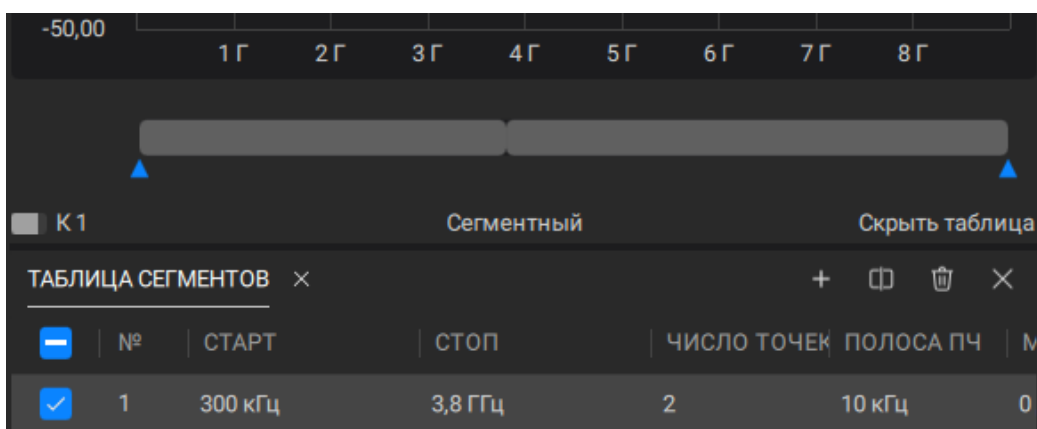 -50,00
1 Г 2 Г 3 Г 4 Г 5 Г 6 Г 7 Г 8 Г
К 1 Сегментный Скрыть таблица
ТАБЛИЦА СЕГМЕНТОВ
№ СТАРТ СТОП ЧИСЛО ТОЧЕК ПОЛОСА ПЧ
1 300 кГц 3,8 ГГц 2 10 кГц 0